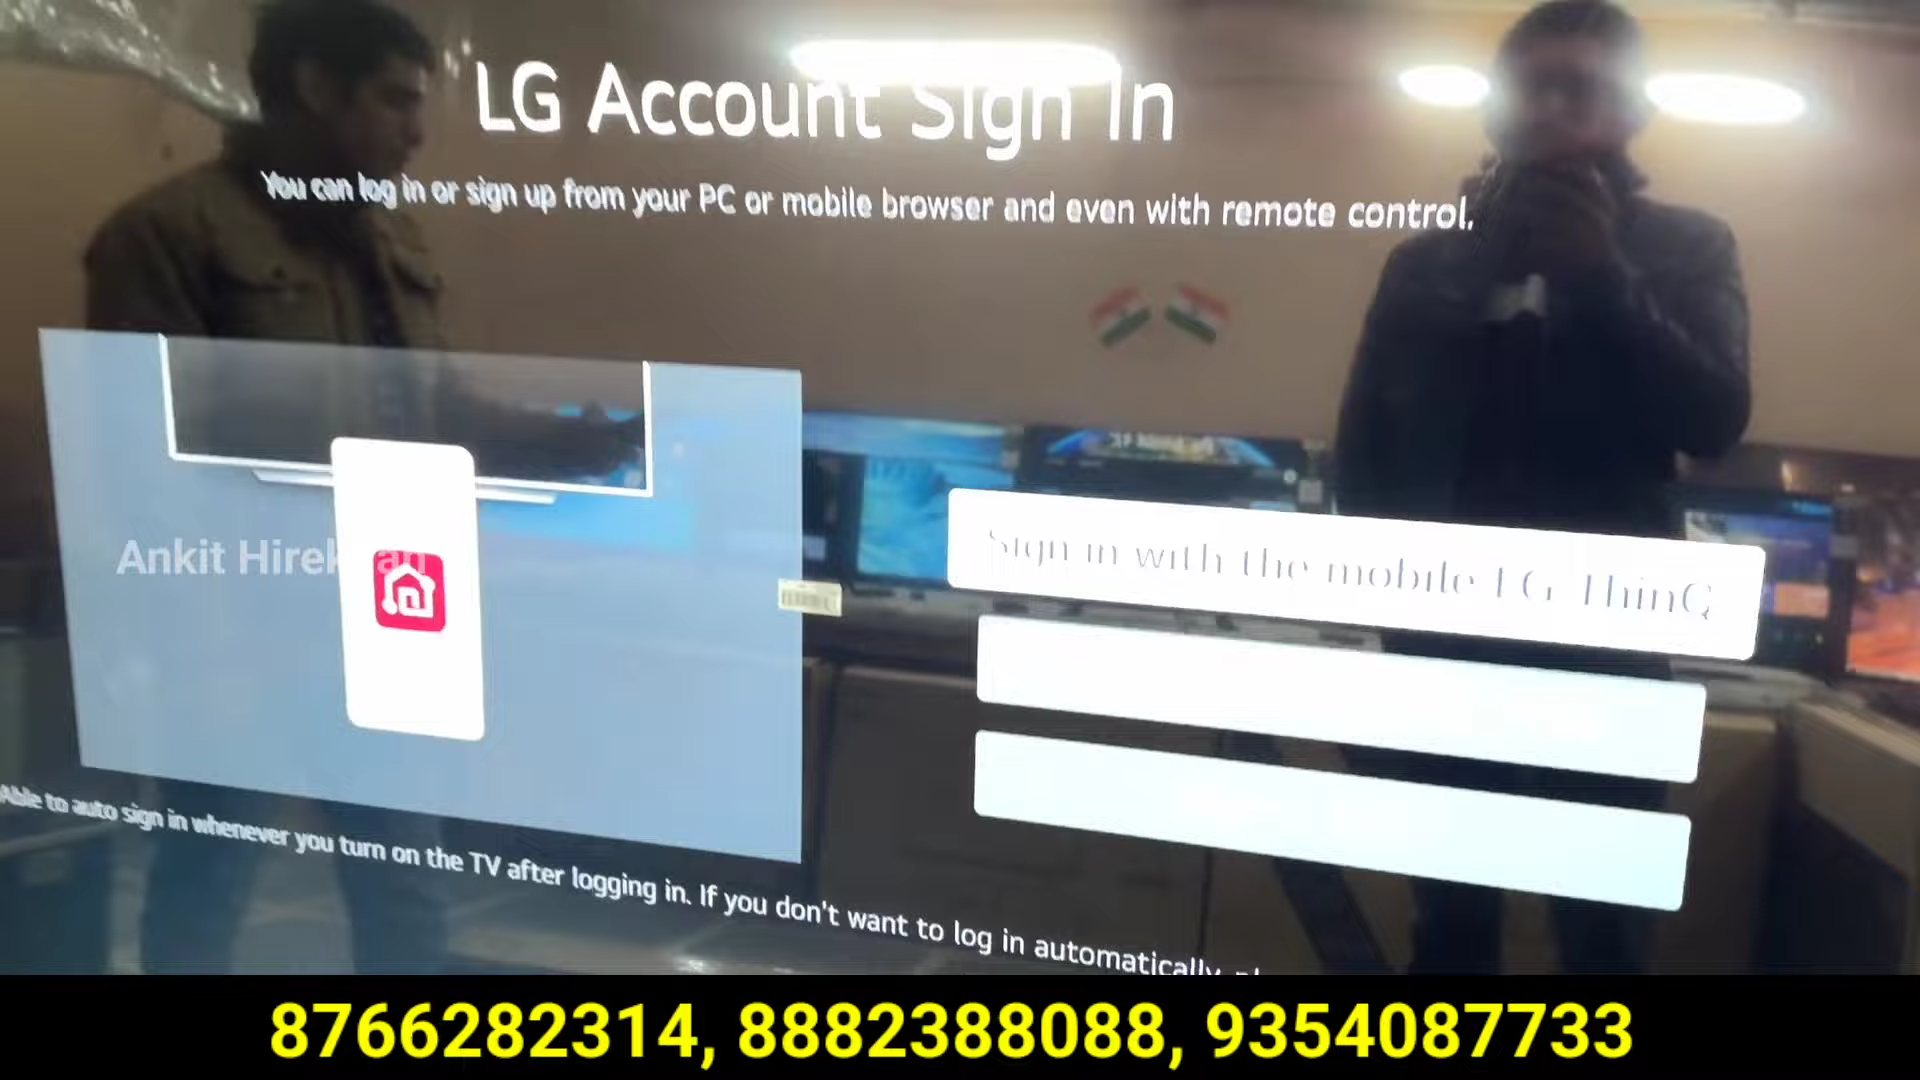 LG Account Sign In
You can log in or sign up from your PC or mobile browser and even with remote control.
Ankit Hirek
Sign in with the mobile LG ThinQ
Able to auto sign in whenever you turn on the TV after logging in. If you don't want to log in automatically,
8766282314, 8882388088, 9354087733